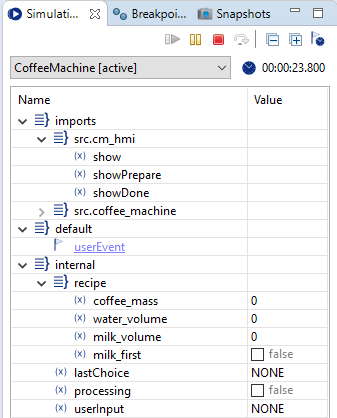 Simulati... Breakpoi... Snapshots
CoffeeMachine [active] 00:00:23.800
Name Value
imports
src.cm_hmi
show
showPrepare
showDone
src.coffee_machine
default
userEvent
internal
recipe
coffee_mass 0
water_volume 0
milk_volume 0
milk_first false
lastChoice NONE
processing false
userInput NONE